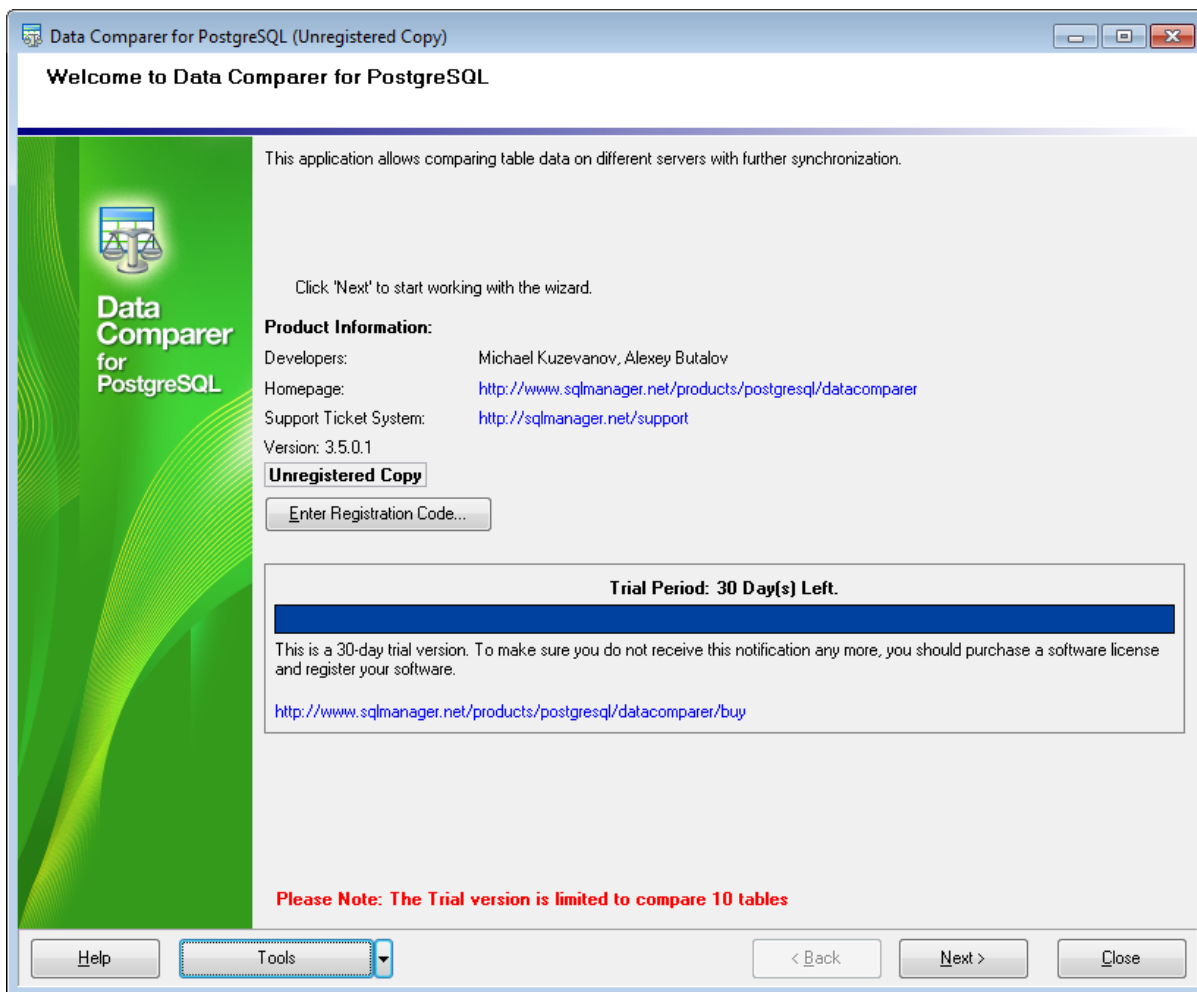 Data Comparer for PostgreSQL (Unregistered Copy)
Welcome to Data Comparer for PostgreSQL
Data
Comparer
for
PostgreSQL
This application allows comparing table data on different servers with further synchronization.
Click 'Next' to start working with the wizard.
Product Information:
Developers: Michael Kuzevanov, Alexey Butalov
Homepage: http://www.sqlmanager.net/products/postgresql/datacomparer
Support Ticket System: http://sqlmanager.net/support
Version: 3.5.0.1
Unregistered Copy
Enter Registration Code...
Trial Period: 30 Day(s) Left.
This is a 30-day trial version. To make sure you do not receive this notification any more, you should purchase a software license
and register your software.
http://www.sqlmanager.net/products/postgresql/datacomparer/buy
Please Note: The Trial version is limited to compare 10 tables
Help Tools < Back Next > Close